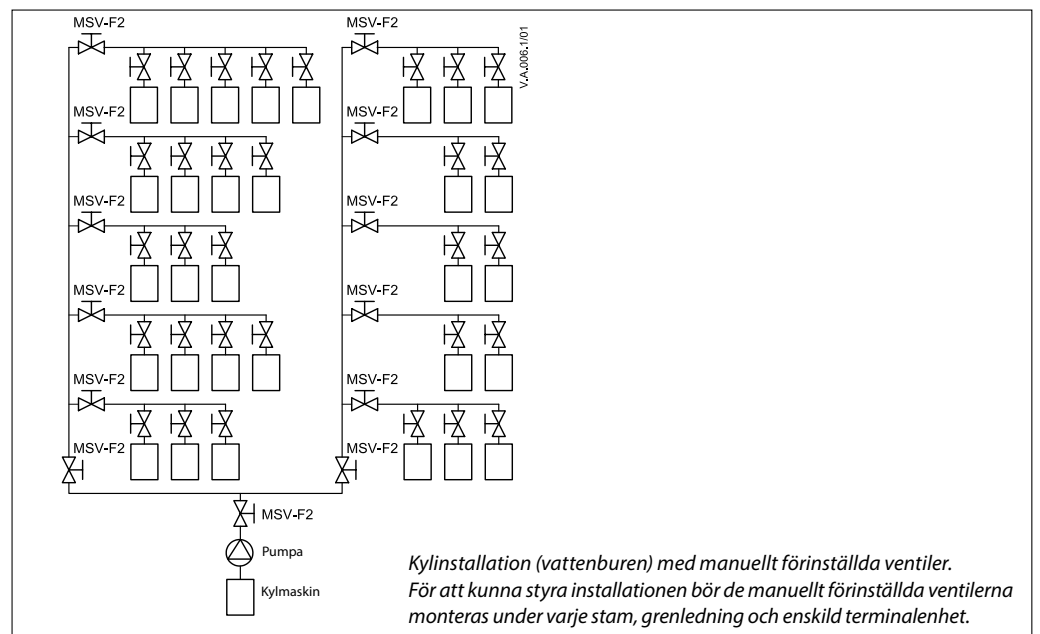 MSV-F2 MSV-F2
V.A.006.1/01
MSV-F2 MSV-F2
MSV-F2 MSV-F2
MSV-F2 MSV-F2
MSV-F2 MSV-F2
MSV-F2 MSV-F2
MSV-F2
Pumpa
Kylmaskin
Kylinstallation (vattenburen) med manuellt förinställda ventiler.
För att kunna styra installationen bör de manuellt förinställda ventilerna
monteras under varje stam, grenledning och enskild terminalenhet.